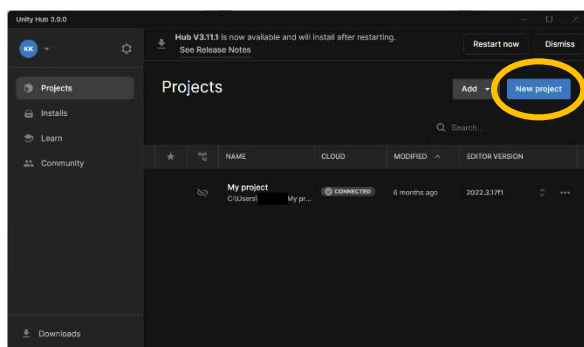 Unity Hub 3.9.0
KK
Hub V3.11.1 is now available and will install after restarting.
See Release Notes
Restart now
Dismiss
Projects
Installs
Learn
Community
Downloads
Projects
Add
New project
Search..
NAME CLOUD MODIFIED EDITOR VERSION
My project
C:\Users\ My pr...
CONNECTED
6 months ago
2022.3.17f1